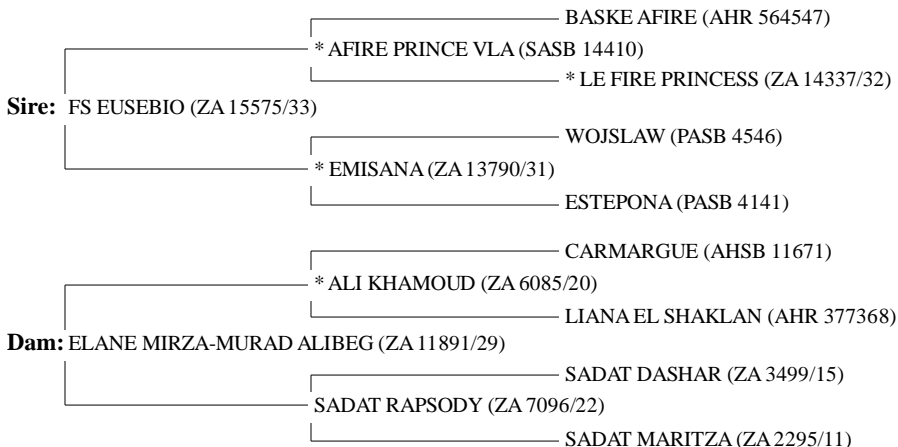 BASKE AFIRE (AHR 564547)
* AFIRE PRINCE VLA (SASB 14410)
* LE FIRE PRINCESS (ZA 14337/32)
Sire: FS EUSEBIO (ZA 15575/33)
WOJSLAW (PASB 4546)
* EMISANA (ZA 13790/31)
ESTEPONA (PASB 4141)
CARMARGUE (AHSB 11671)
* ALI KHAMOUD (ZA 6085/20)
LIANA EL SHAKLAN (AHR 377368)
Dam: ELANE MIRZA-MURAD ALIBEG (ZA 11891/29)
SADAT DASHAR (ZA 3499/15)
SADAT RAPSODY (ZA 7096/22)
SADAT MARITZA (ZA 2295/11)